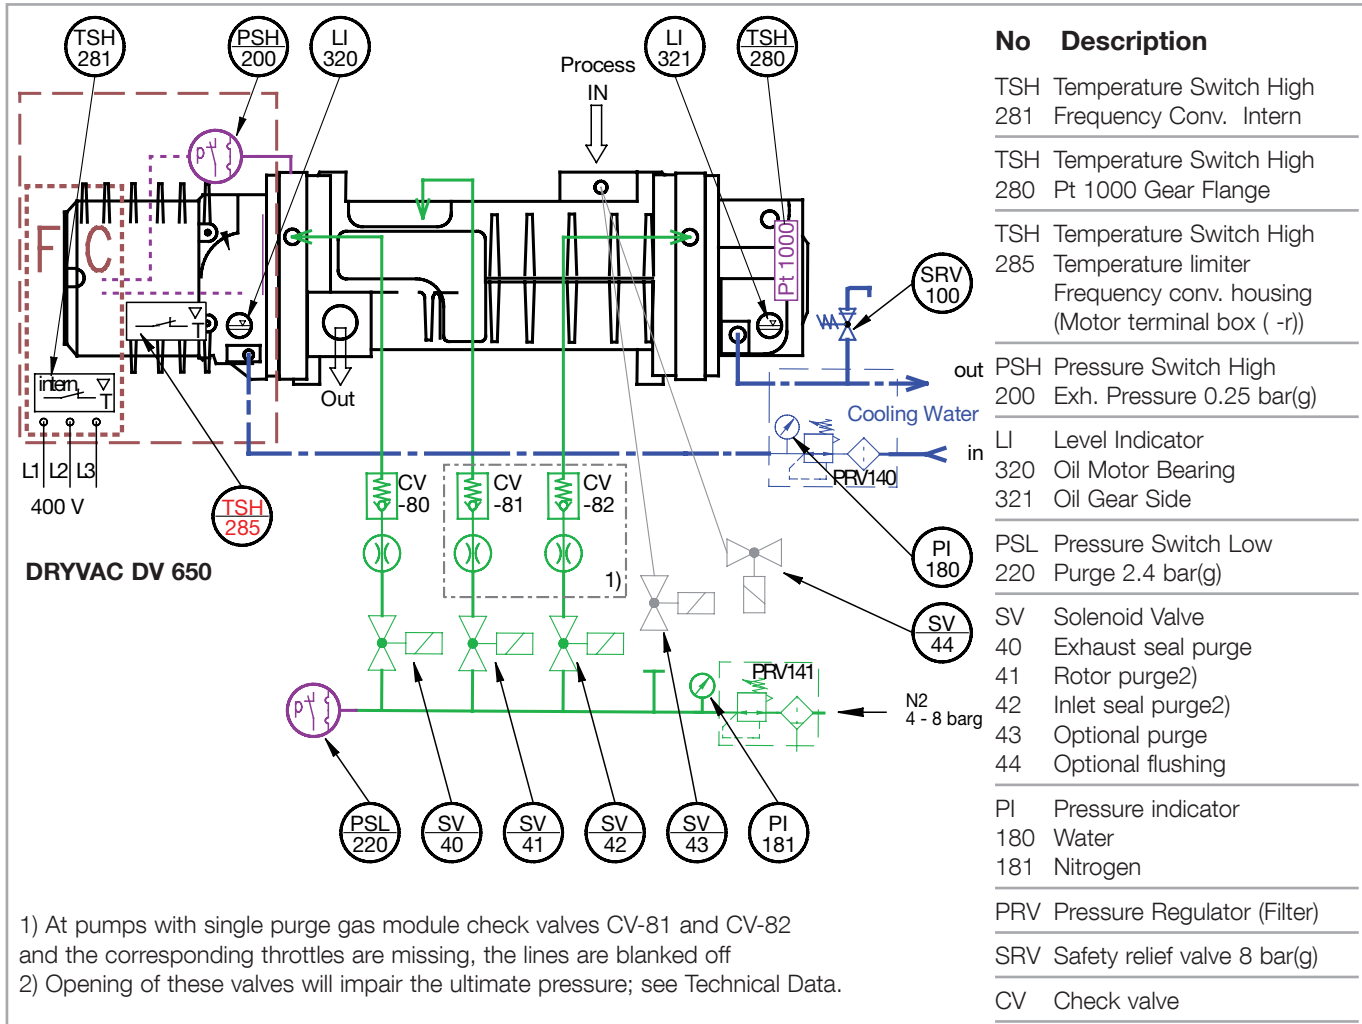 TSH
281
PSH
200
LI
320
LI
321
TSH
280
Process
IN
p
F C
Pt 1000
T
intern
T
SRV
100
Out
out
Cooling Water
in
PRV140
L1 L2 L3
400 V
TSH
285
CV
-80
CV
-81
CV
-82
1)
PI
180
DRYVAC DV 650
SV
44
PRV141
p
N2
4 - 8 barg
PSL
220
SV
40
SV
41
SV
42
SV
43
PI
181
1) At pumps with single purge gas module check valves CV-81 and CV-82
and the corresponding throttles are missing, the lines are blanked off
2) Opening of these valves will impair the ultimate pressure; see Technical Data.
No Description
TSH Temperature Switch High
281 Frequency Conv. Intern
TSH Temperature Switch High
280 Pt 1000 Gear Flange
TSH Temperature Switch High
285 Temperature limiter
Frequency conv. housing
(Motor terminal box ( -r))
PSH Pressure Switch High
200 Exh. Pressure 0.25 bar(g)
LI Level Indicator
320 Oil Motor Bearing
321 Oil Gear Side
PSL Pressure Switch Low
220 Purge 2.4 bar(g)
SV Solenoid Valve
40 Exhaust seal purge
41 Rotor purge2)
42 Inlet seal purge2)
43 Optional purge
44 Optional flushing
PI Pressure indicator
180 Water
181 Nitrogen
PRV Pressure Regulator (Filter)
SRV Safety relief valve 8 bar(g)
CV Check valve